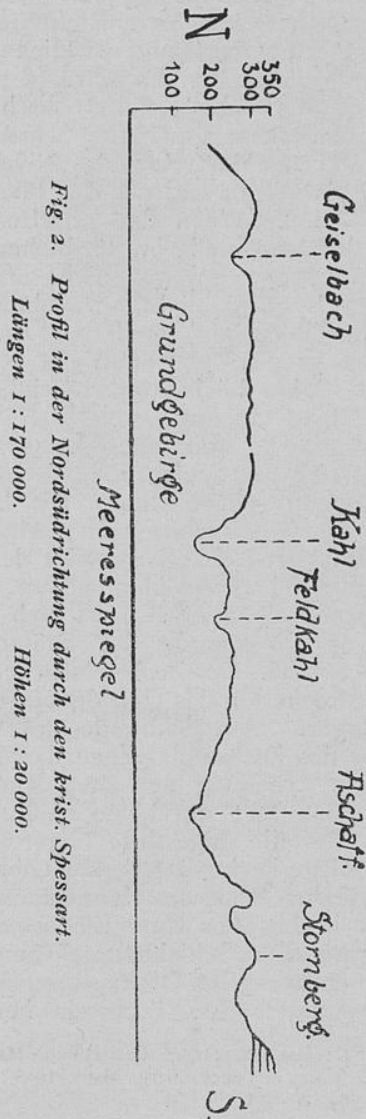 Geiselbach
Kahl
Feldkahl
Aschaff.
Stornberg.
350
300
200
100
N
S.
Grundgebirge
Meeresspiegel
Fig. 2. Profil in der Nordsüdrichtung durch den krist. Spessart.
Längen 1 : 170 000. Höhen 1 : 20 000.